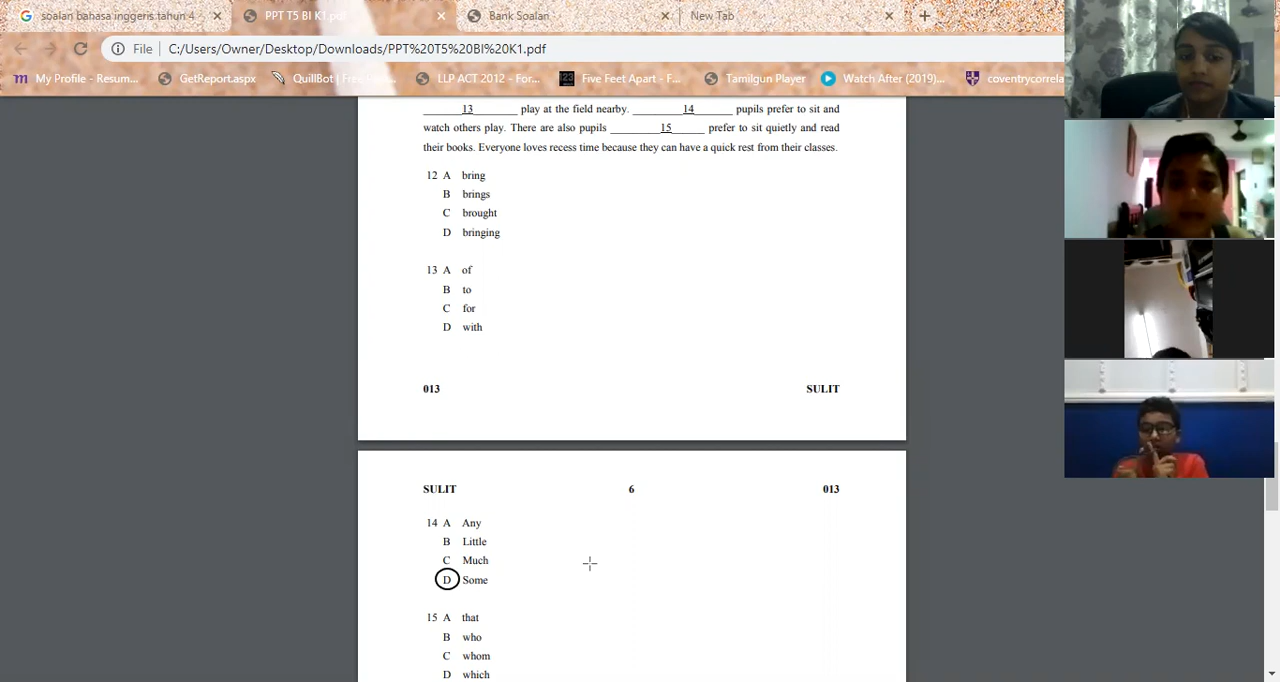 soalan bahasa inggeris tahun 4
PPT T5 BI K1.pdf
Bank Soalan
New Tab
File
C:/Users/Owner/Desktop/Downloads/PPT%20T5%20BI%20K1.pdf
My Profile - Resum...
GetReport.aspx
QuillBot | Free
LLP ACT 2012 - For...
123
Five Feet Apart - F...
Tamilgun Player
Watch After (2019)...
coventrycorrela
13 play at the field nearby. 14 pupils prefer to sit and
watch others play. There are also pupils 15 prefer to sit quietly and read
their books. Everyone loves recess time because they can have a quick rest from their classes.
12 A bring
B brings
C brought
D bringing
13 A of
B to
C for
D with
013 SULIT
SULIT 6 013
14 A Any
B Little
C Much
D Some
15 A that
B who
C whom
D which